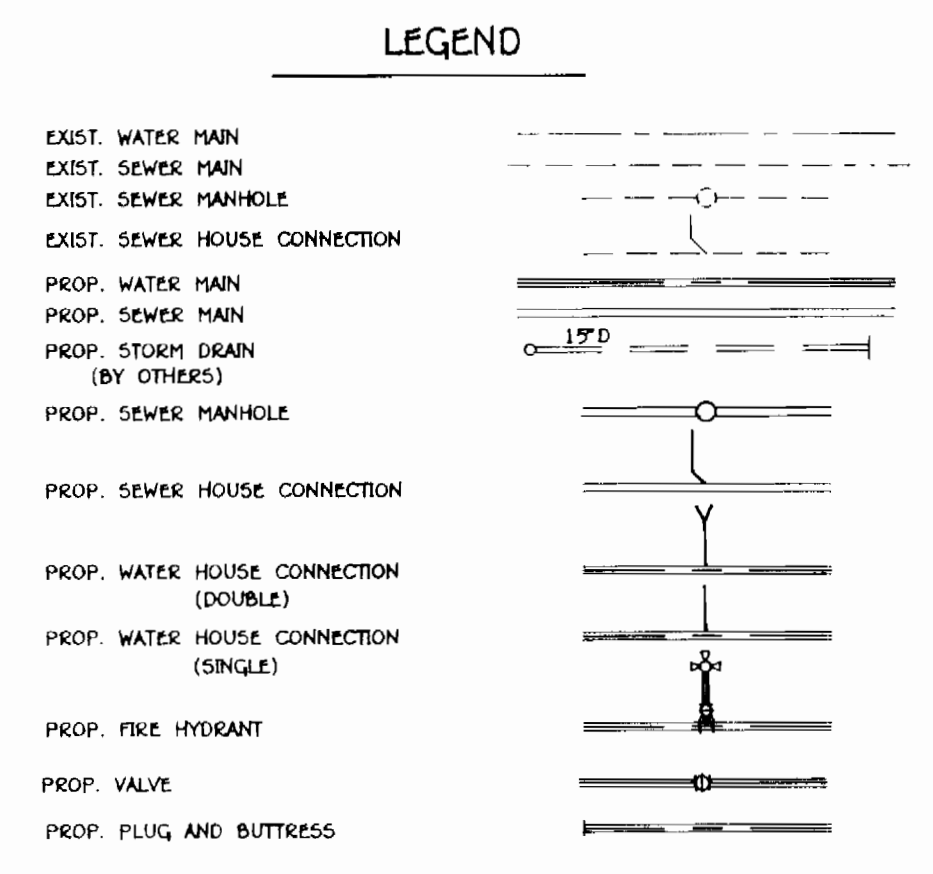 LEGEND
EXIST. WATER MAIN
EXIST. SEWER MAIN
EXIST. SEWER MANHOLE
EXIST. SEWER HOUSE CONNECTION
PROP. WATER MAIN
PROP. SEWER MAIN
PROP. STORM DRAIN
(BY OTHERS)
15"D
PROP. SEWER MANHOLE
PROP. SEWER HOUSE CONNECTION
PROP. WATER HOUSE CONNECTION
(DOUBLE)
PROP. WATER HOUSE CONNECTION
(SINGLE)
PROP. FIRE HYDRANT
PROP. VALVE
PROP. PLUG AND BUTTRESS